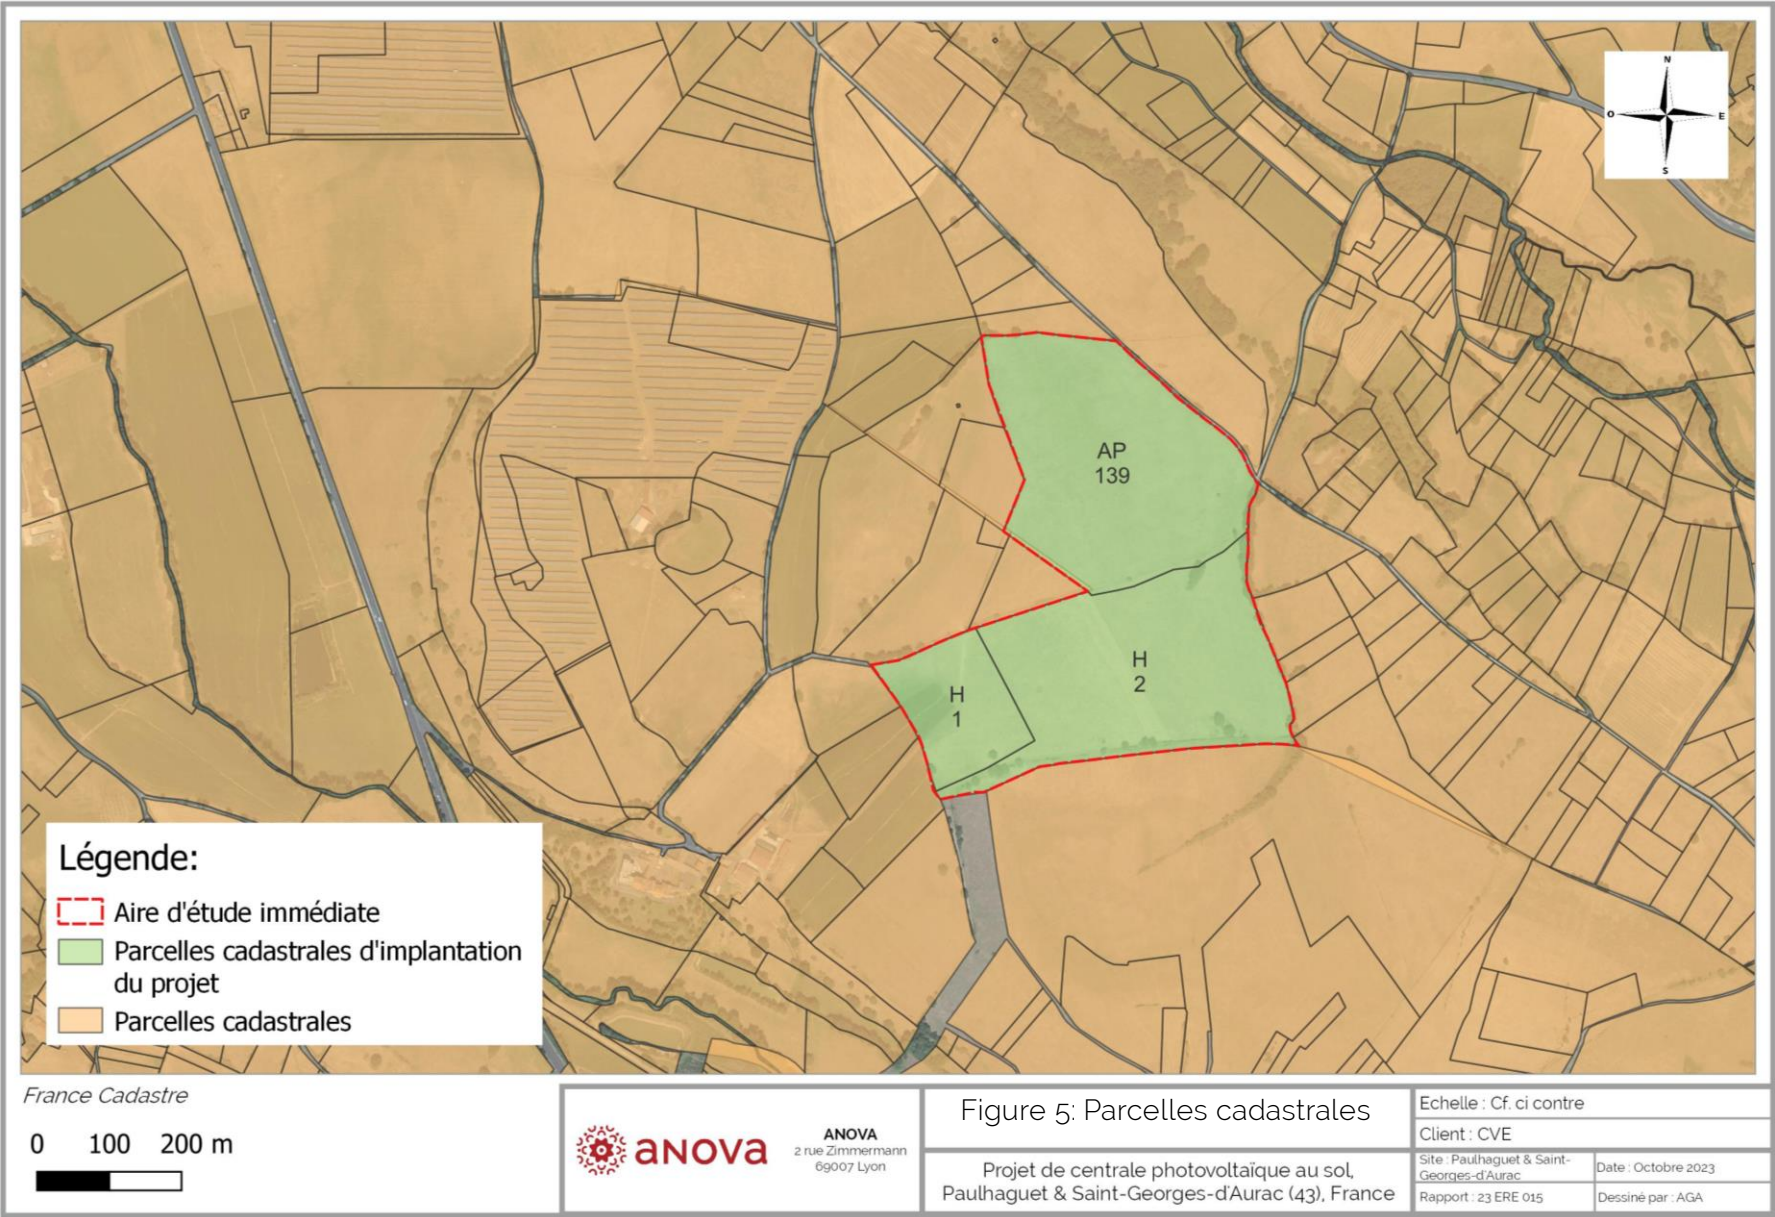 N
O
E
S
AP
139
H
2
H
1
Légende:
Aire d'étude immédiate
Parcelles cadastrales d'implantation
du projet
Parcelles cadastrales
France Cadastre
0 100 200 m
anova
ANOVA
2 rue Zimmermann
69007 Lyon
Figure 5: Parcelles cadastrales
Projet de centrale photovoltaïque au sol,
Paulhaguet & Saint-Georges-d'Aurac (43), France
Echelle : Cf. ci contre
Client : CVE
Site : Paulhaguet & Saint-
Georges-d'Aurac
Date : Octobre 2023
Rapport : 23 ERE 015
Dessiné par : AGA